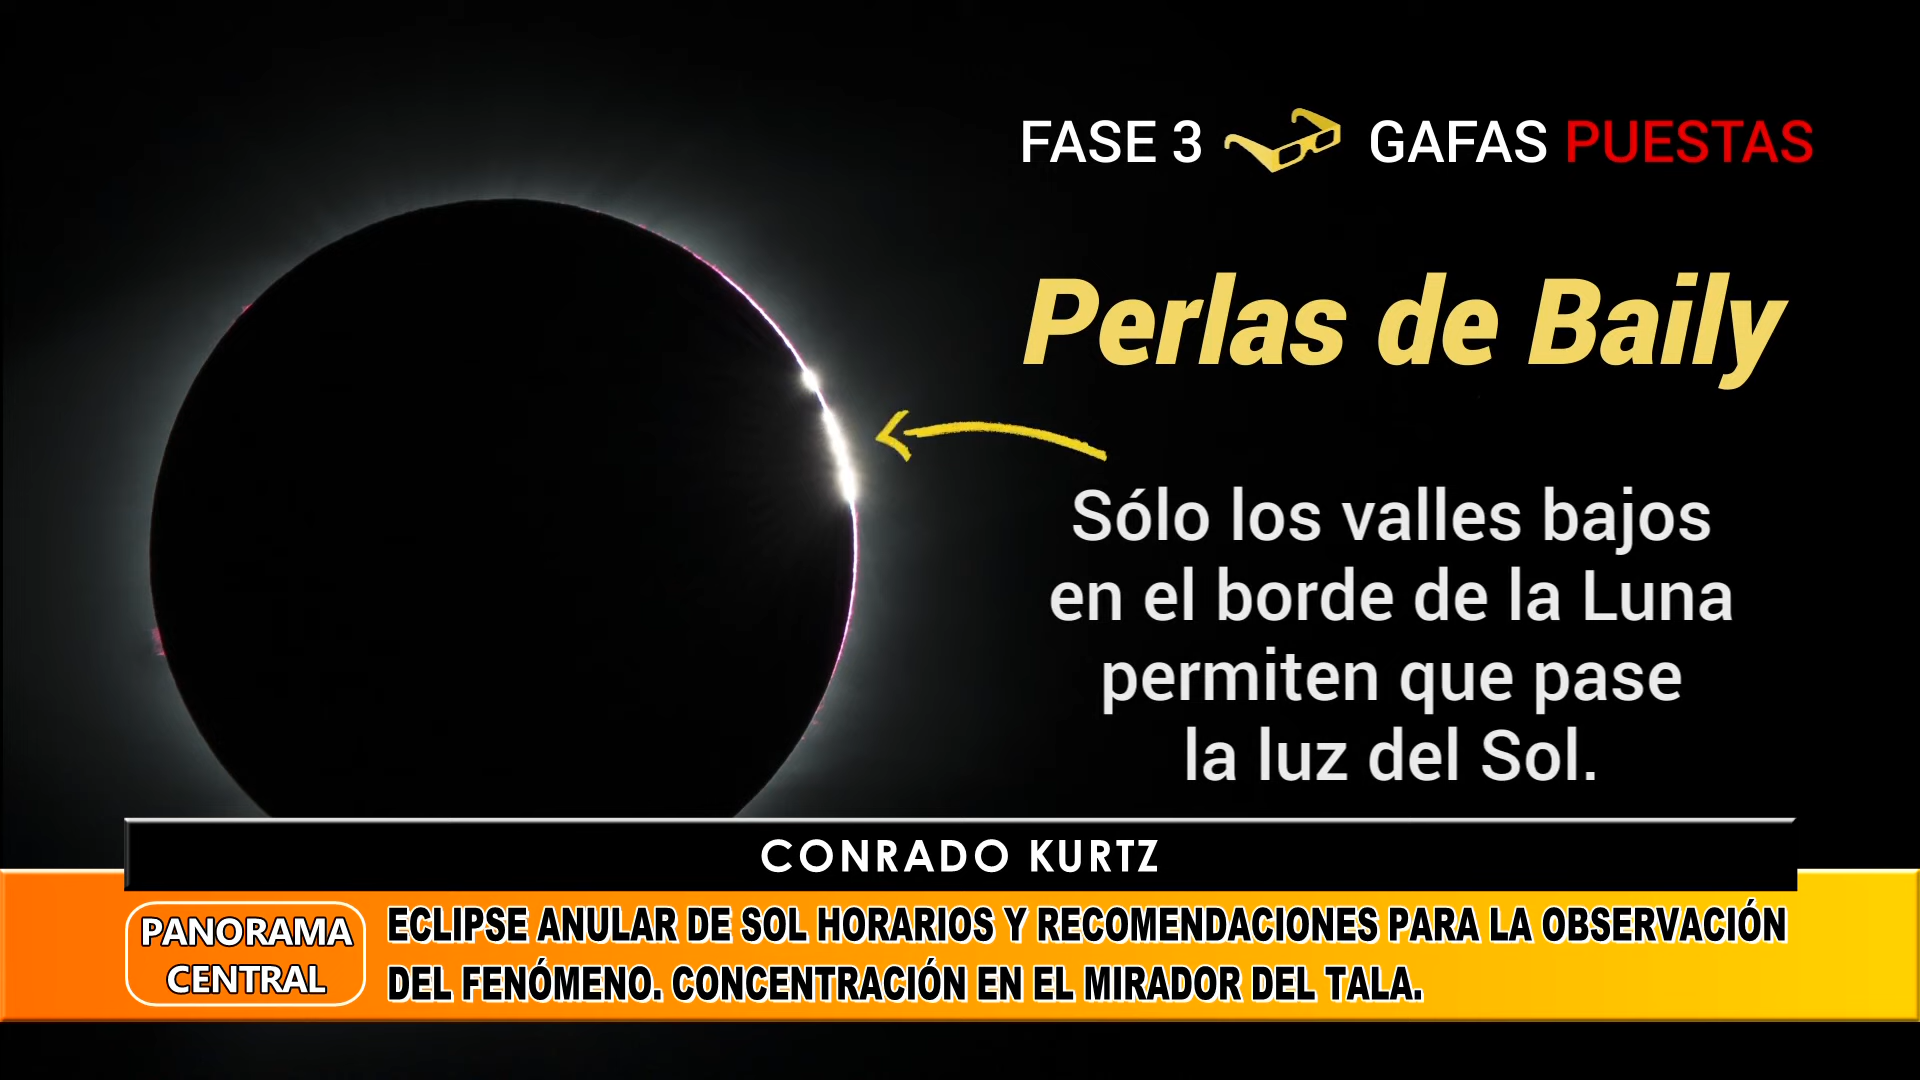 FASE 3 GAFAS PUESTAS
Perlas de Baily
Sólo los valles bajos
en el borde de la Luna
permiten que pase
la luz del Sol.
CONRADO KURTZ
PANORAMA
CENTRAL
ECLIPSE ANULAR DE SOL HORARIOS Y RECOMENDACIONES PARA LA OBSERVACIÓN
DEL FENÓMENO. CONCENTRACIÓN EN EL MIRADOR DEL TALA.